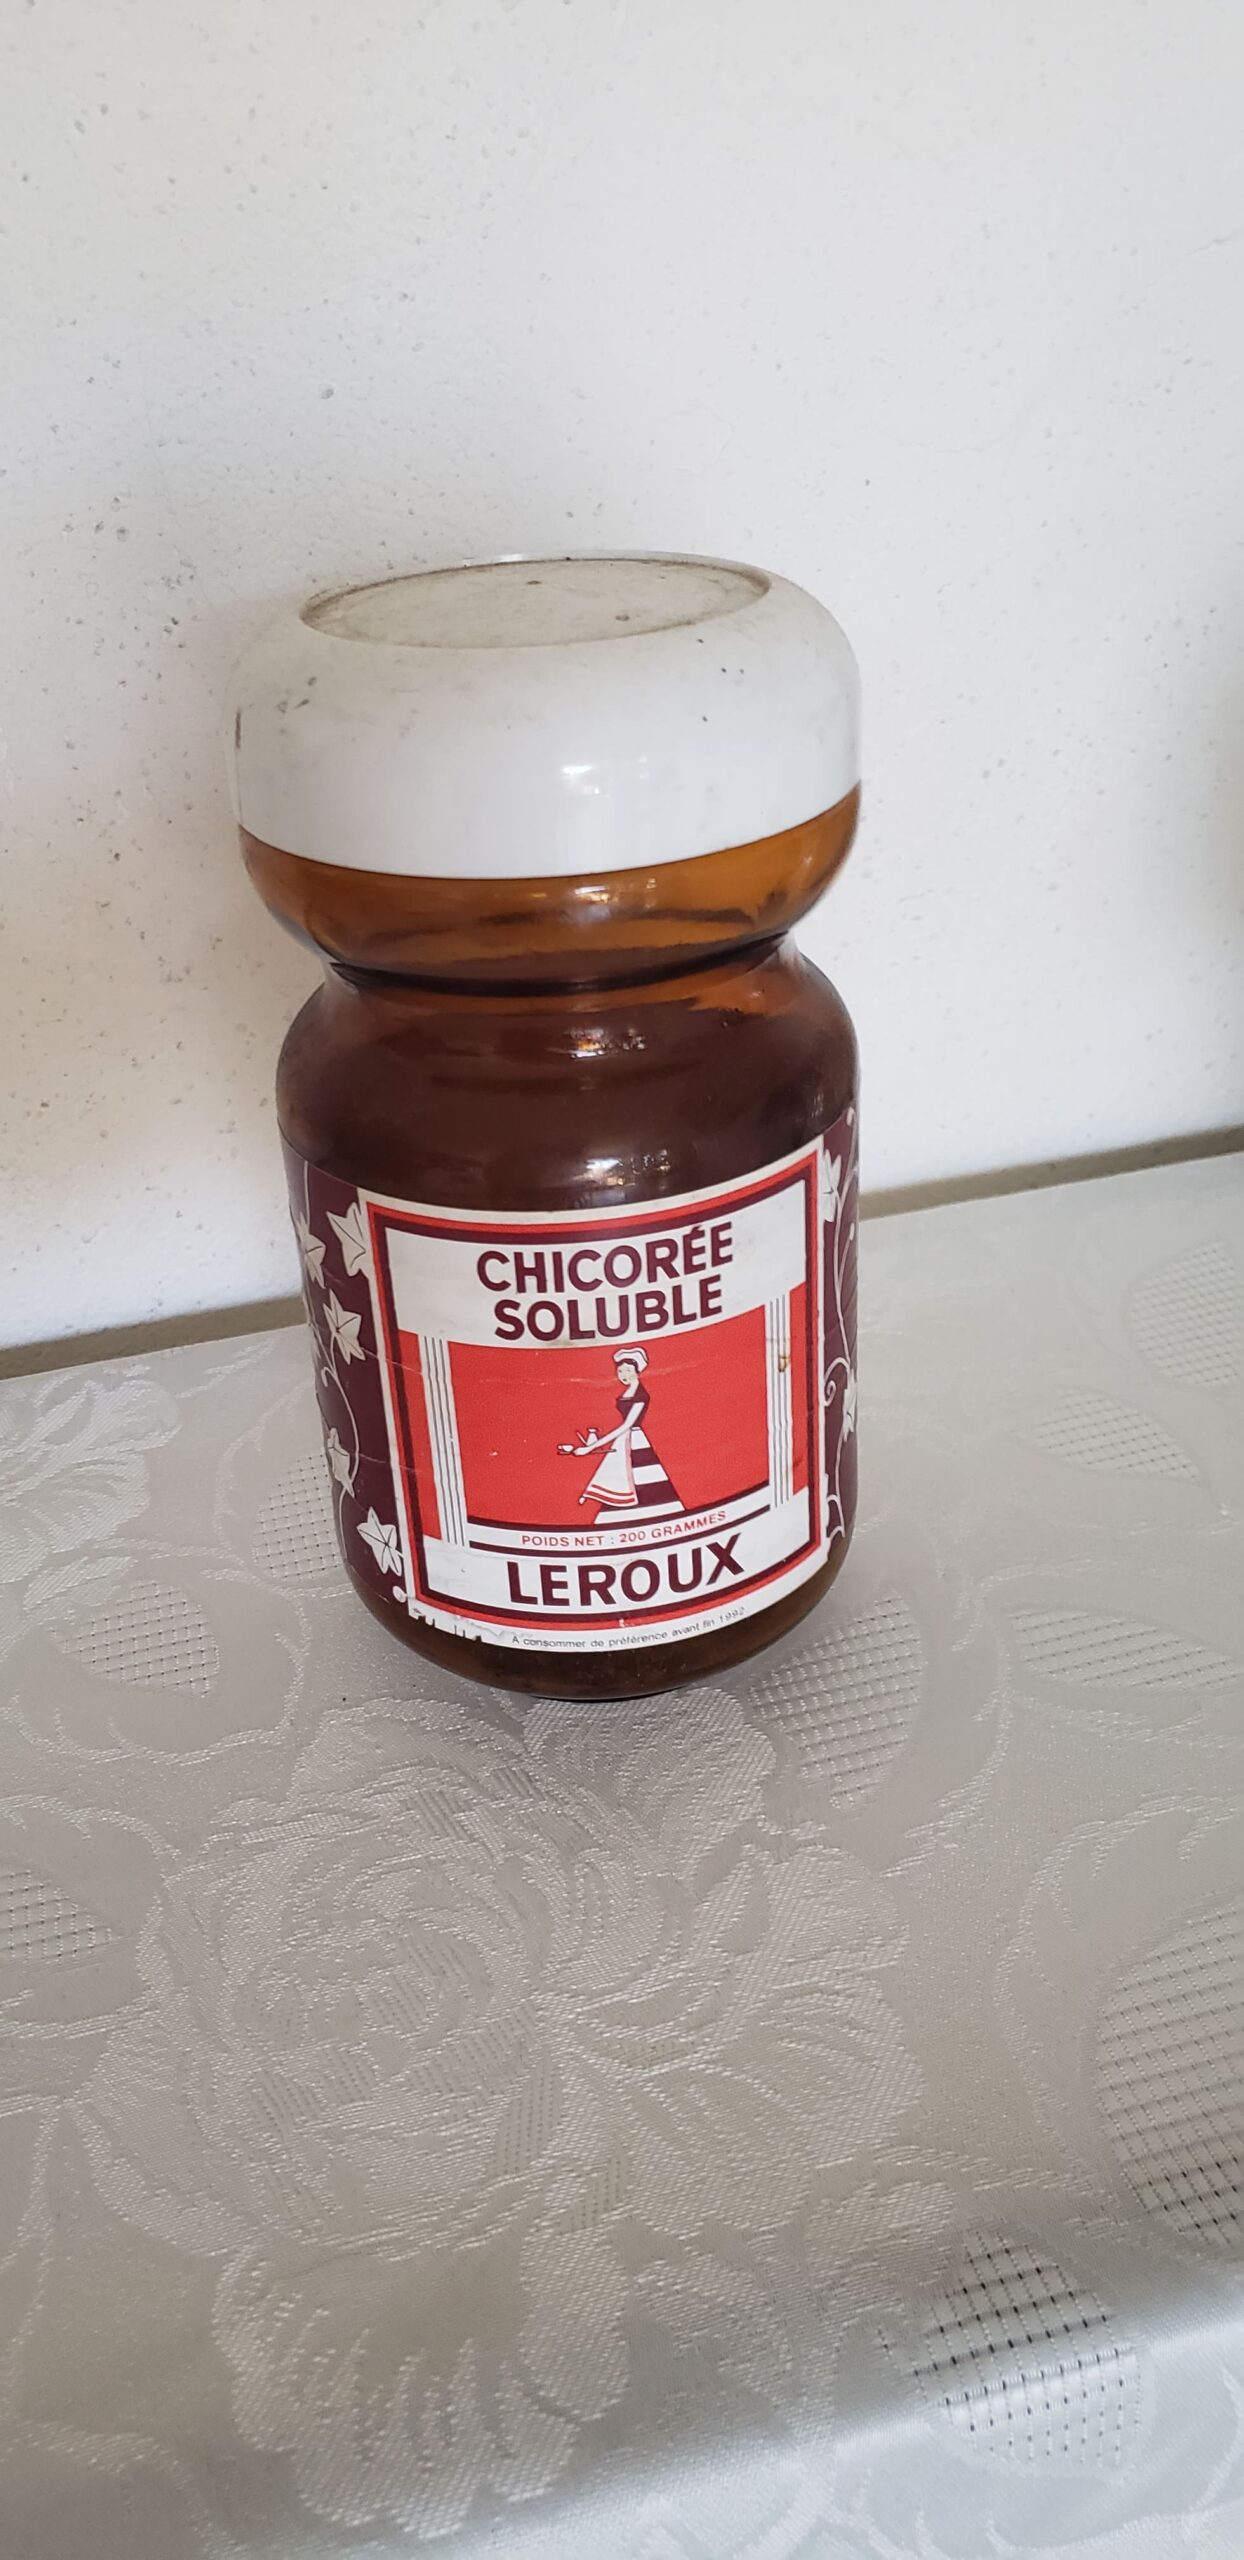 CHICORÉE
SOLUBLE
POIDS NET : 200 GRAMMES
LEROUX
A consommer de préférence avant fin 1992